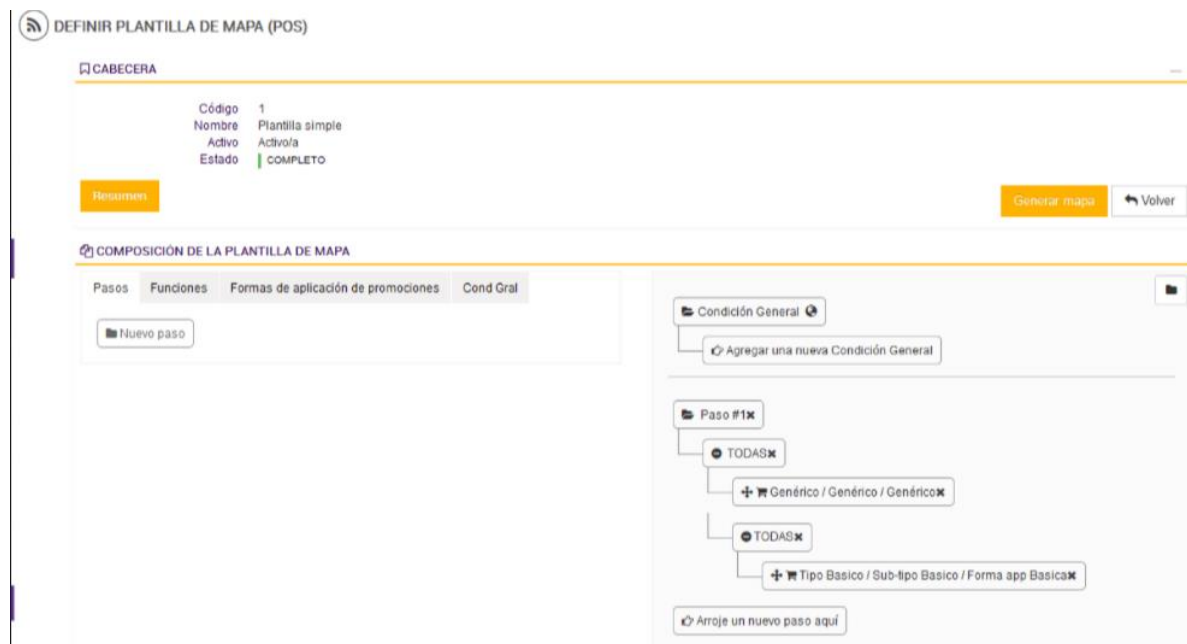 DEFINIR PLANTILLA DE MAPA (POS)
CABECERA
Código 1
Nombre Plantilla simple
Activo Activo/a
Estado COMPLETO
Resumen
Generar mapa Volver
COMPOSICIÓN DE LA PLANTILLA DE MAPA
Pasos Funciones Formas de aplicación de promociones Cond Gral
Nuevo paso
Condición General
Agregar una nueva Condición General
Paso #1
TODAS
Genérico / Genérico / Genérico
TODAS
Tipo Basico / Sub-tipo Basico / Forma app Basica
Arroje un nuevo paso aquí